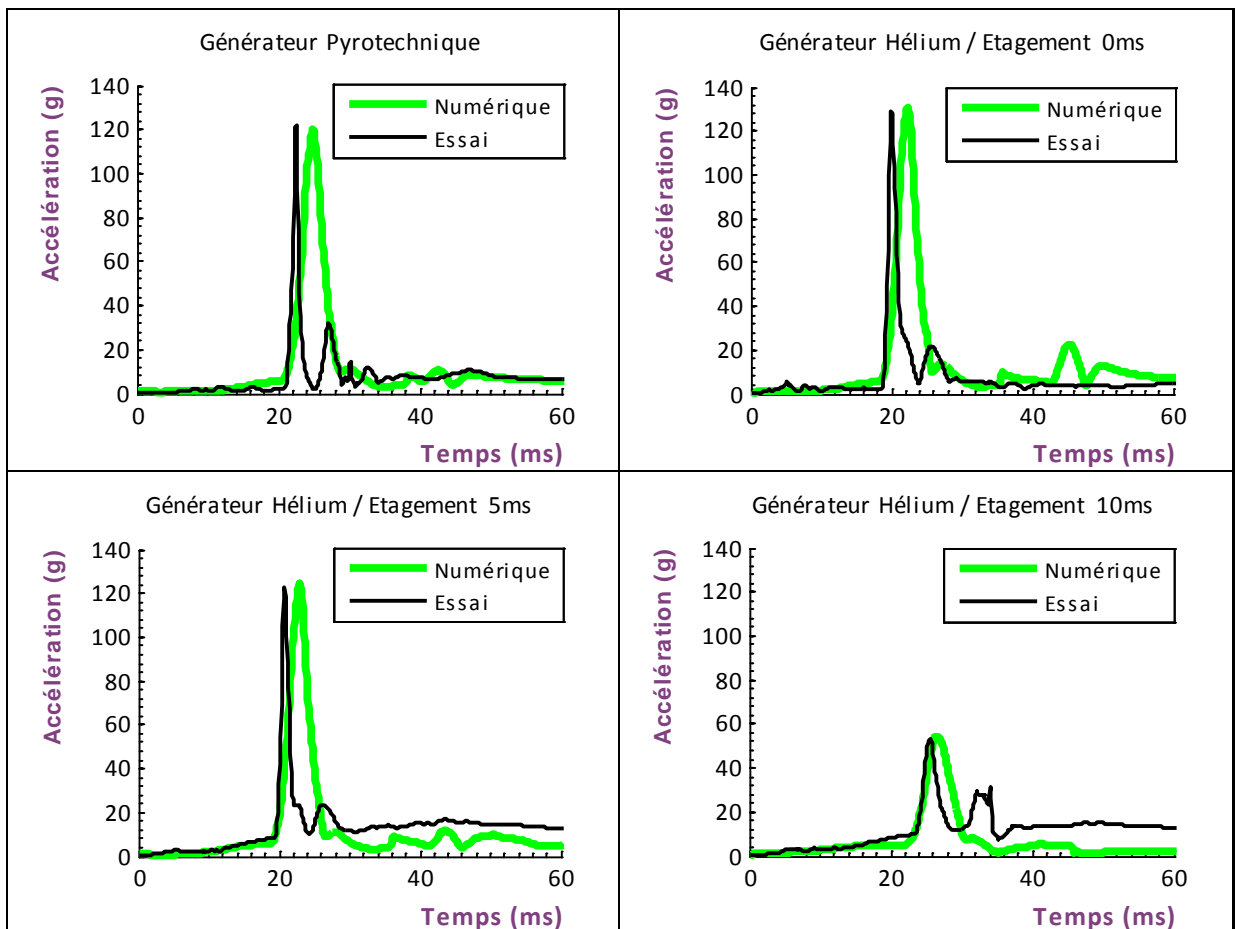 Générateur Pyrotechnique
Accélération (g)
140
120
100
80
60
40
20
0
Numérique
Essai
0
20
40
60
Temps (ms)
Générateur Hélium / Etagement 0ms
Accélération (g)
140
120
100
80
60
40
20
0
Numérique
Essai
0
20
40
60
Temps (ms)
Générateur Hélium / Etagement 5ms
Accélération (g)
140
120
100
80
60
40
20
0
Numérique
Essai
0
20
40
60
Temps (ms)
Générateur Hélium / Etagement 10ms
Accélération (g)
140
120
100
80
60
40
20
0
Numérique
Essai
0
20
40
60
Temps (ms)